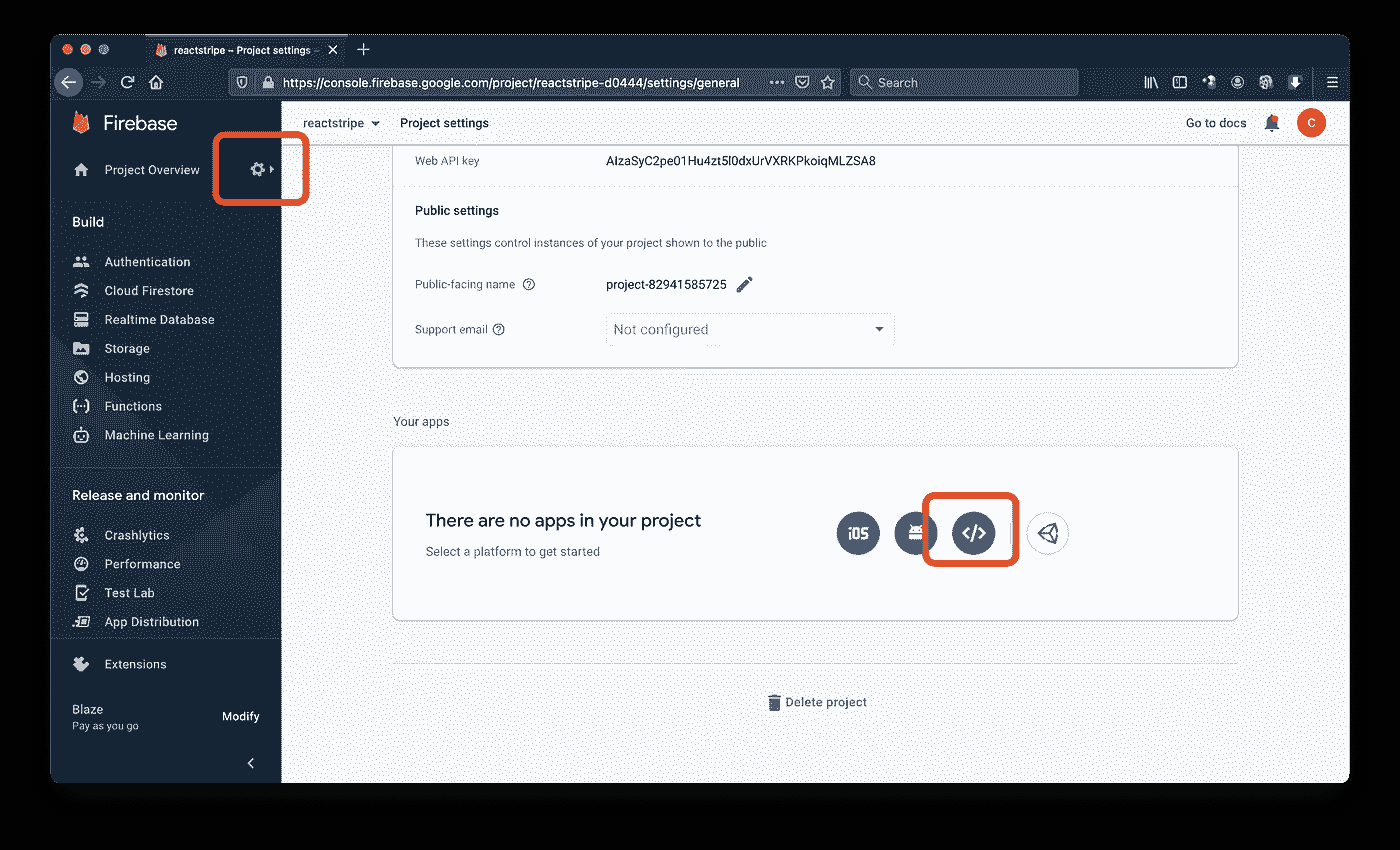 reactstripe – Project settings –
https://console.firebase.google.com/project/reactstripe-d0444/settings/general
Search
Firebase
reactstripe
Project settings
Go to docs
C
Project Overview
Web API key
AIzaSyC2pe01Hu4zt5l0dxUrVXRKPkoiqMLZSA8
Build
Public settings
These settings control instances of your project shown to the public
Authentication
Cloud Firestore
Public-facing name
project-82941585725
Realtime Database
Support email
Not configured
Storage
Hosting
Functions
Machine Learning
Your apps
Release and monitor
There are no apps in your project
Select a platform to get started
iOS
</>
Crashlytics
Performance
Test Lab
App Distribution
Extensions
Blaze
Pay as you go
Modify
Delete project